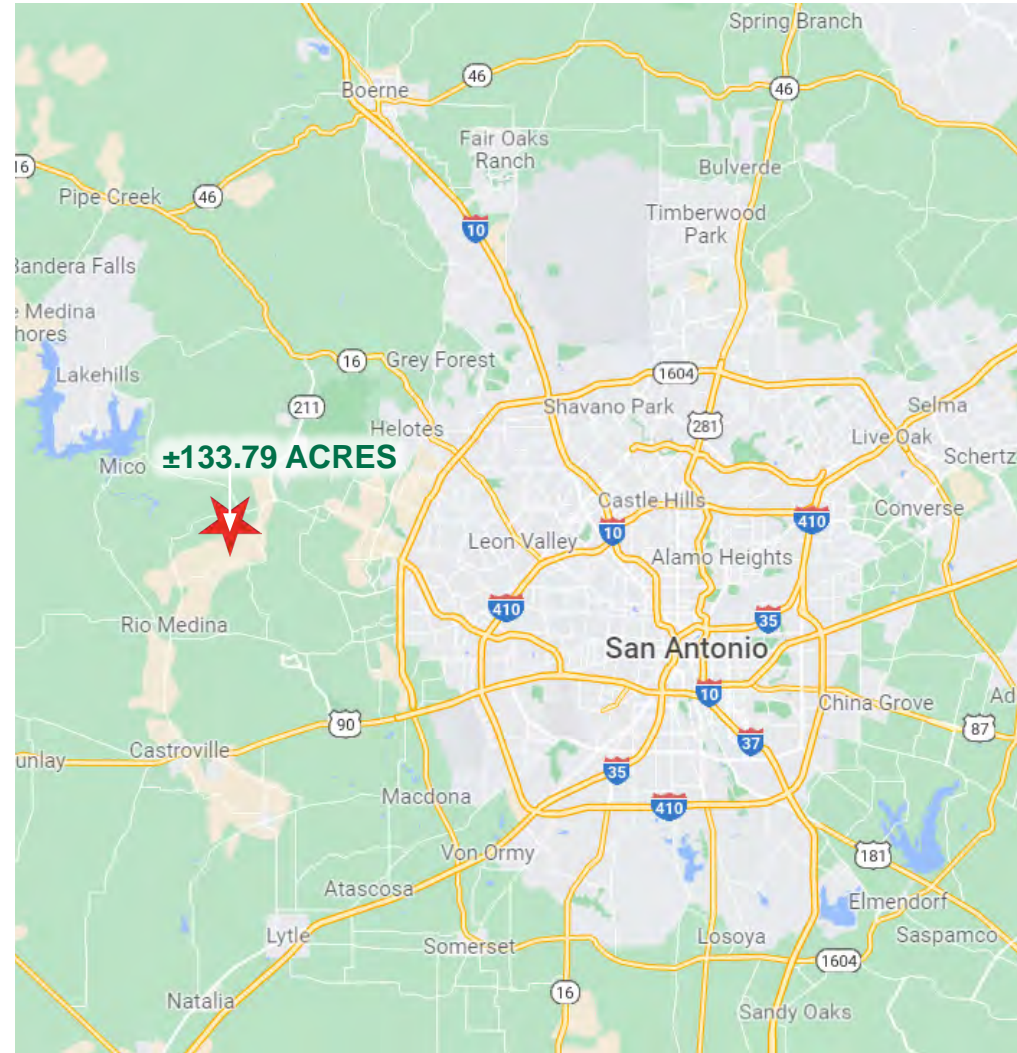 Spring Branch
46
Boerne
46
Fair Oaks
Ranch
Bulverde
16
Pipe Creek
46
Timberwood
Park
10
Bandera Falls
e Medina
hores
16
Grey Forest
Lakehills
1604
211
Shavano Park
Selma
281
Helotes
Live Oak
Mico
±133.79 ACRES
Schertz
Castle Hills
10
410
Converse
Leon Valley
Alamo Heights
410
35
Rio Medina
San Antonio
10
China Grove
Ad
90
87
Castroville
37
unlay
35
Macdona
410
Von Ormy
181
Atascosa
Elmendorf
Lytle
Somerset
Losoya
Saspamco
1604
16
Natalia
Sandy Oaks